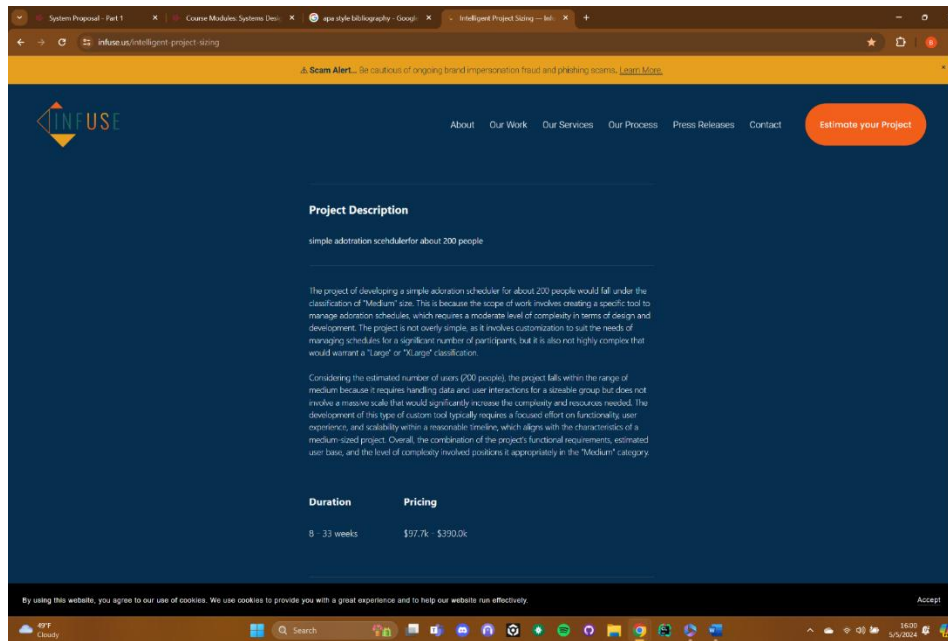 System Proposal - Part 1
Course Modules: Systems Desi
apa style bibliography - Googl
Intelligent Project Sizing — Inf
infuse.us/intelligent-project-sizing
Scam Alert... Be cautious of ongoing brand impersonation fraud and phishing scams. Learn More.
INFUSE
About Our Work Our Services Our Process Press Releases Contact Estimate your Project
Project Description
simple adotration scehdulerfor about 200 people
The project of developing a simple adoration scheduler for about 200 people would fall under the
classification of "Medium" size. This is because the scope of work involves creating a specific tool to
manage adoration schedules, which requires a moderate level of complexity in terms of design and
development. The project is not overly simple, as it involves customization to suit the needs of
managing schedules for a significant number of participants, but it is also not highly complex that
would warrant a "Large" or "XLarge" classification.
Considering the estimated number of users (200 people), the project falls within the range of
medium because it requires handling data and user interactions for a sizeable group but does not
involve a massive scale that would significantly increase the complexity and resources needed. The
development of this type of custom tool typically requires a focused effort on functionality, user
experience, and scalability within a reasonable timeline, which aligns with the characteristics of a
medium-sized project. Overall, the combination of the project's functional requirements, estimated
user base, and the level of complexity involved positions it appropriately in the "Medium" category.
Duration Pricing
8 - 33 weeks $97.7k - $390.0k
By using this website, you agree to our use of cookies. We use cookies to provide you with a great experience and to help our website run effectively. Accept
49°F
Cloudy
Search
16:00
5/5/2024